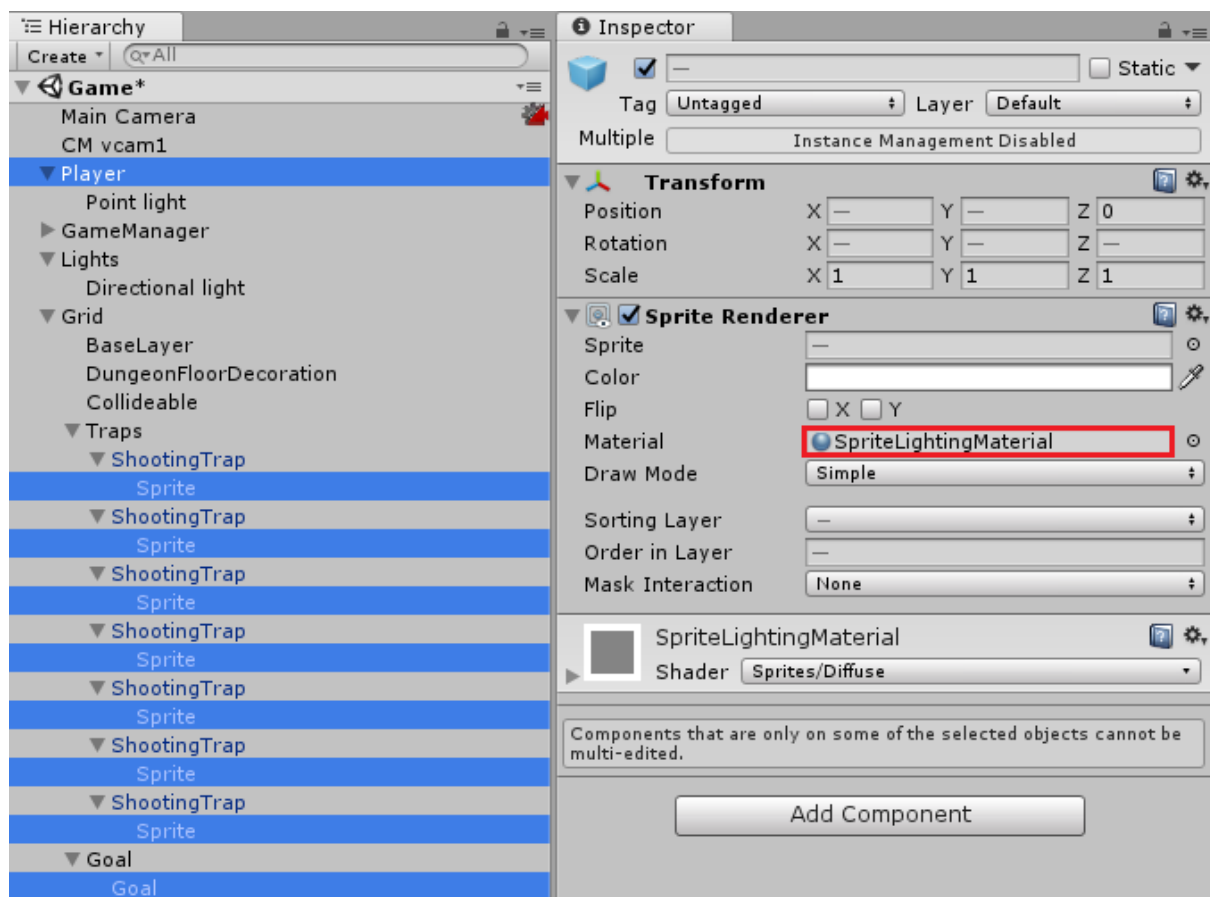 Hierarchy
Create
All
Game*
Main Camera
CM vcam1
Player
Point light
GameManager
Lights
Directional light
Grid
BaseLayer
DungeonFloorDecoration
Collideable
Traps
ShootingTrap
Sprite
ShootingTrap
Sprite
ShootingTrap
Sprite
ShootingTrap
Sprite
ShootingTrap
Sprite
ShootingTrap
Sprite
ShootingTrap
Sprite
Goal
Goal
Inspector
— Static
Tag Untagged Layer Default
Multiple Instance Management Disabled
Transform
Position X — Y — Z 0
Rotation X — Y — Z —
Scale X 1 Y 1 Z 1
Sprite Renderer
Sprite —
Color
Flip X Y
Material SpriteLightingMaterial
Draw Mode Simple
Sorting Layer —
Order in Layer —
Mask Interaction None
SpriteLightingMaterial
Shader Sprites/Diffuse
Components that are only on some of the selected objects cannot be
multi-edited.
Add Component